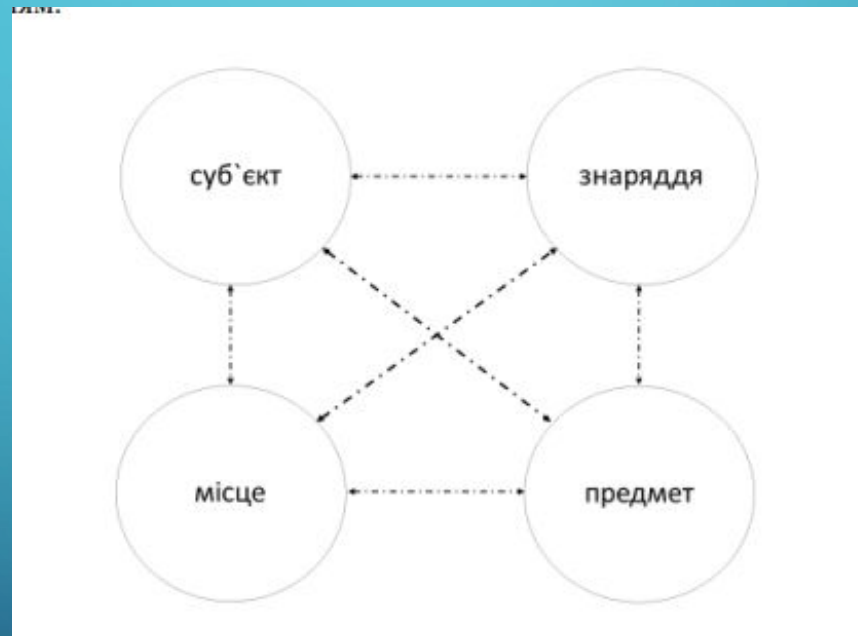 суб`єкт
знаряддя
місце
предмет